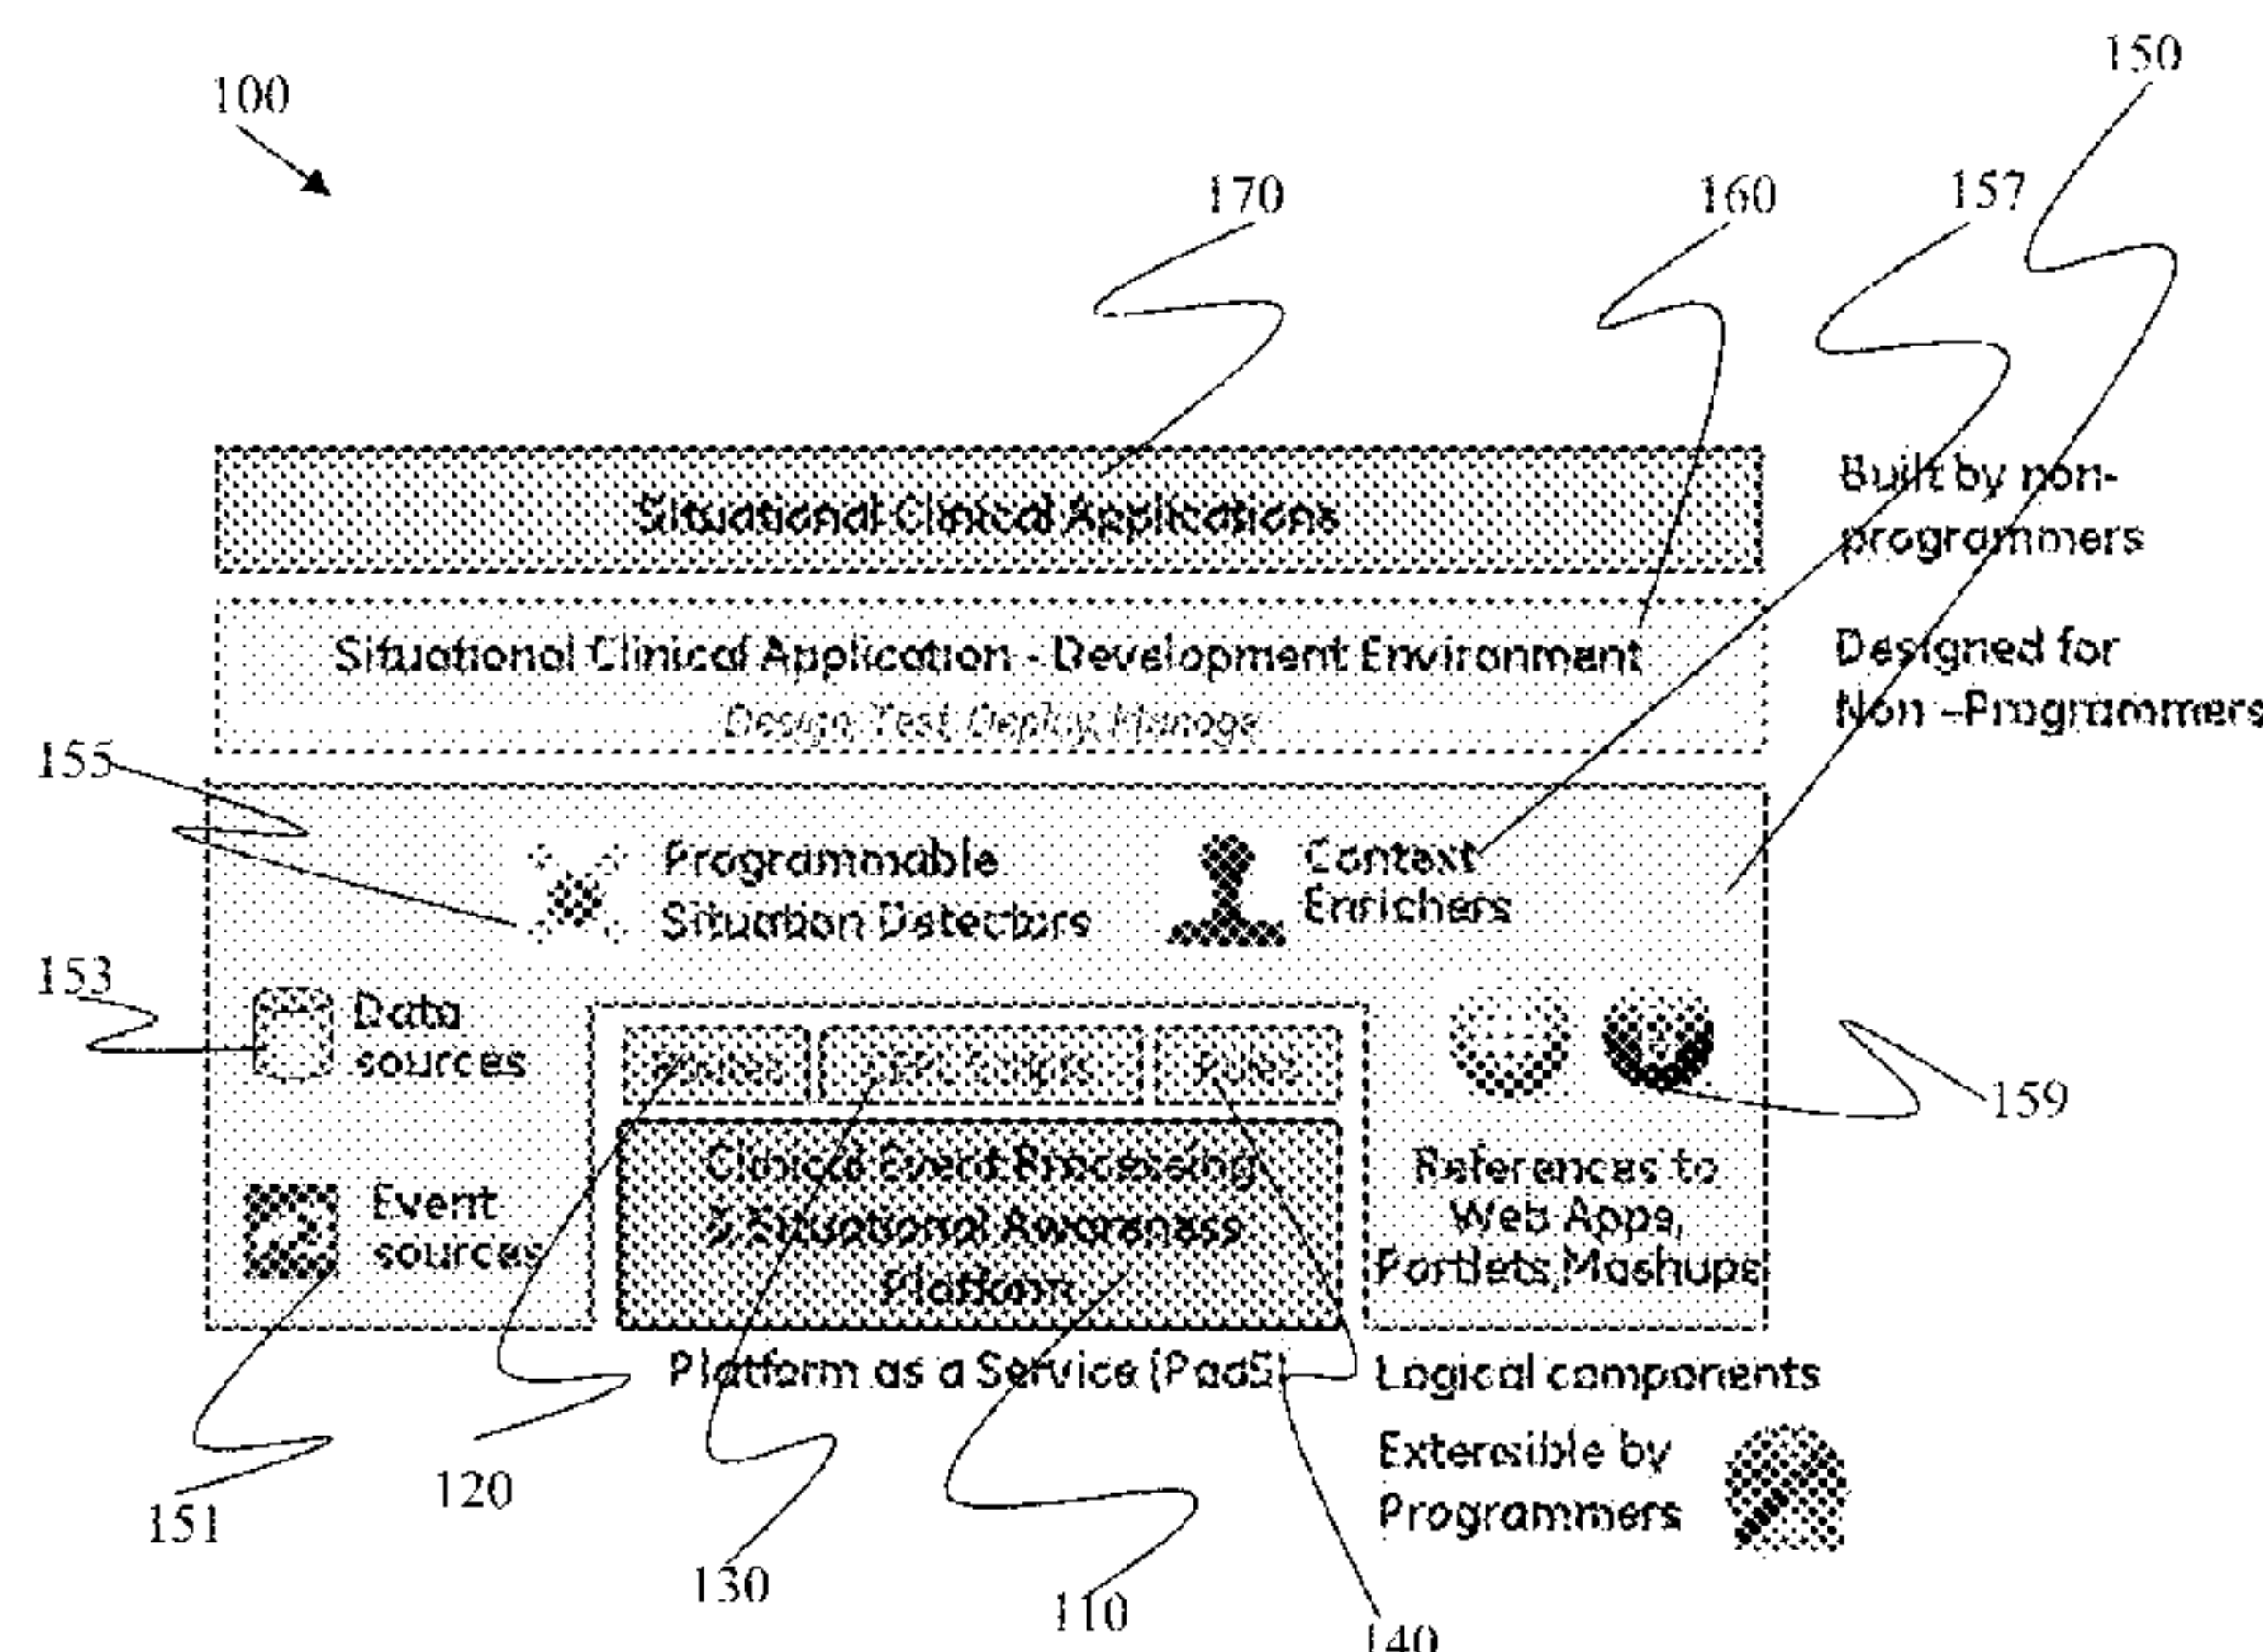 100
150
170
160
157
Situational Clinical Applications
Built by non-
programmers
Situational Clinical Application - Development Environment
Design, Test, Deploy, Manage
Designed for
Non -Programmers
155
Programmable
Situation Detectors
Context
Enrichers
153
Data
sources
159
Event
sources
Clinical Event Processing
& Situational Awareness
Platform
References to
Web Apps,
Portlets, Mashups
Platform as a Service (PaaS)
Logical components
Extensible by
Programmers
151
120
130
110
140